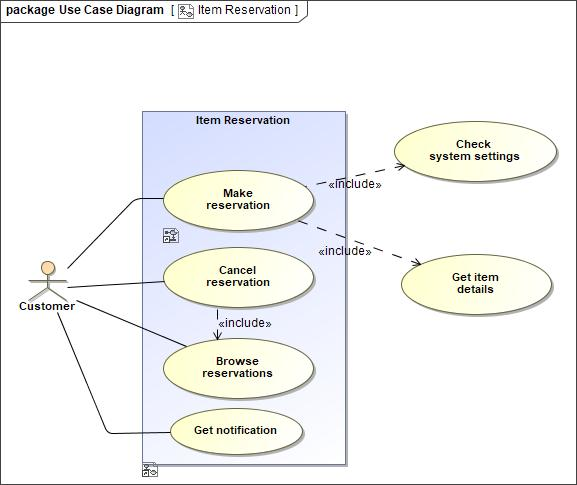 package Use Case Diagram [ Item Reservation ]
Item Reservation
Check
system settings
Make
reservation
«include»
«include»
Cancel
reservation
Get item
details
Customer
«include»
Browse
reservations
Get notification